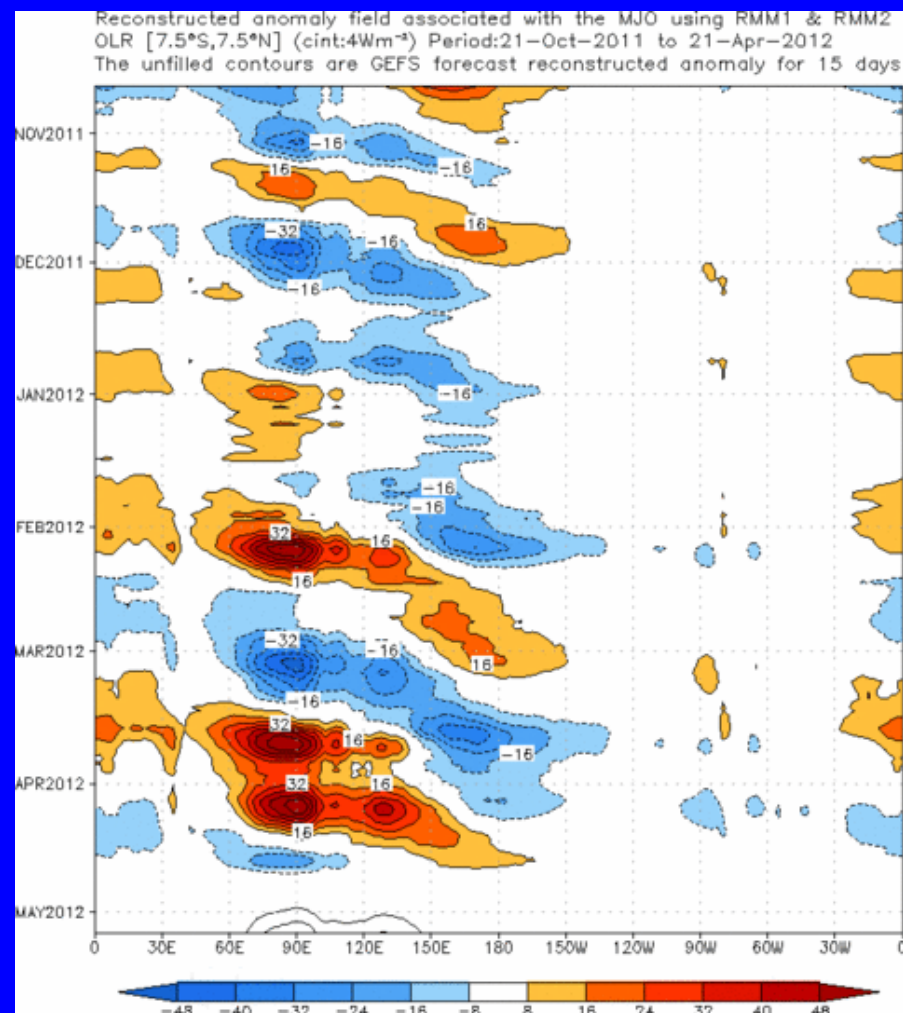 Reconstructed anomaly field associated with the MJO using RMM1 & RMM2
OLR [7.5°S,7.5°N] (cint:4Wm⁻²) Period:21-Oct-2011 to 21-Apr-2012
The unfilled contours are GEFS forecast reconstructed anomaly for 15 days
NOV2011
-16
-16
-16
16
16
-32
-16
DEC2011
-16
JAN2012
-16
-16
-16
FEB2012
32
16
16
MAR2012
-32
-16
16
-16
32
16
-16
APR2012
32
16
16
MAY2012
0 30E 60E 90E 120E 150E 180 150W 120W 90W 60W 30W 0
-48 -40 -32 -24 -16 -8 8 16 24 32 40 48